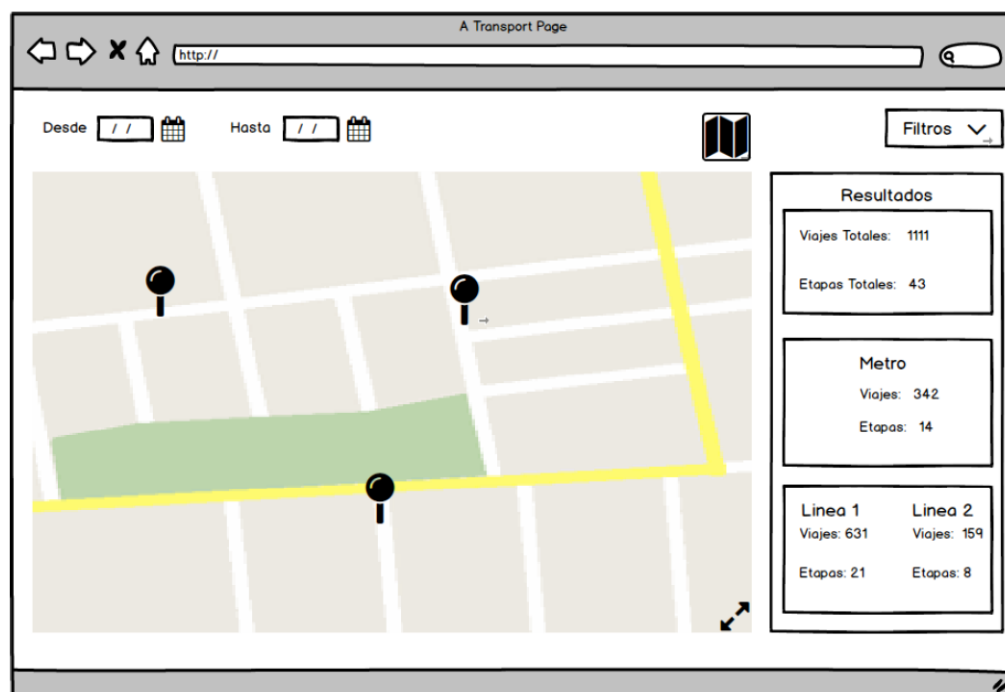 A Transport Page
http://
Desde / / Hasta / /
Filtros
Resultados
Viajes Totales: 1111
Etapas Totales: 43
Metro
Viajes: 342
Etapas: 14
Linea 1 Linea 2
Viajes: 631 Viajes: 159
Etapas: 21 Etapas: 8